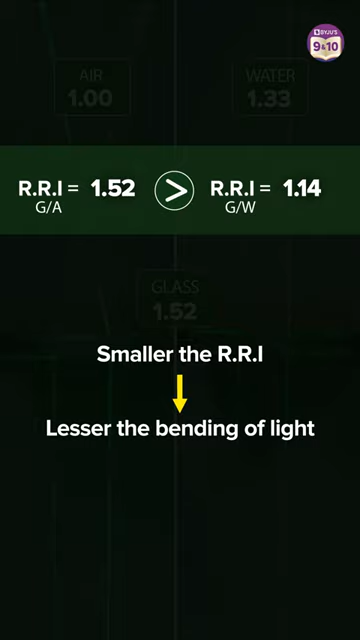 BYJU'S
9&10
AIR
1.00
WATER
1.33
R.R.I = 1.52 > R.R.I = 1.14
G/A G/W
GLASS
1.52
Smaller the R.R.I
Lesser the bending of light